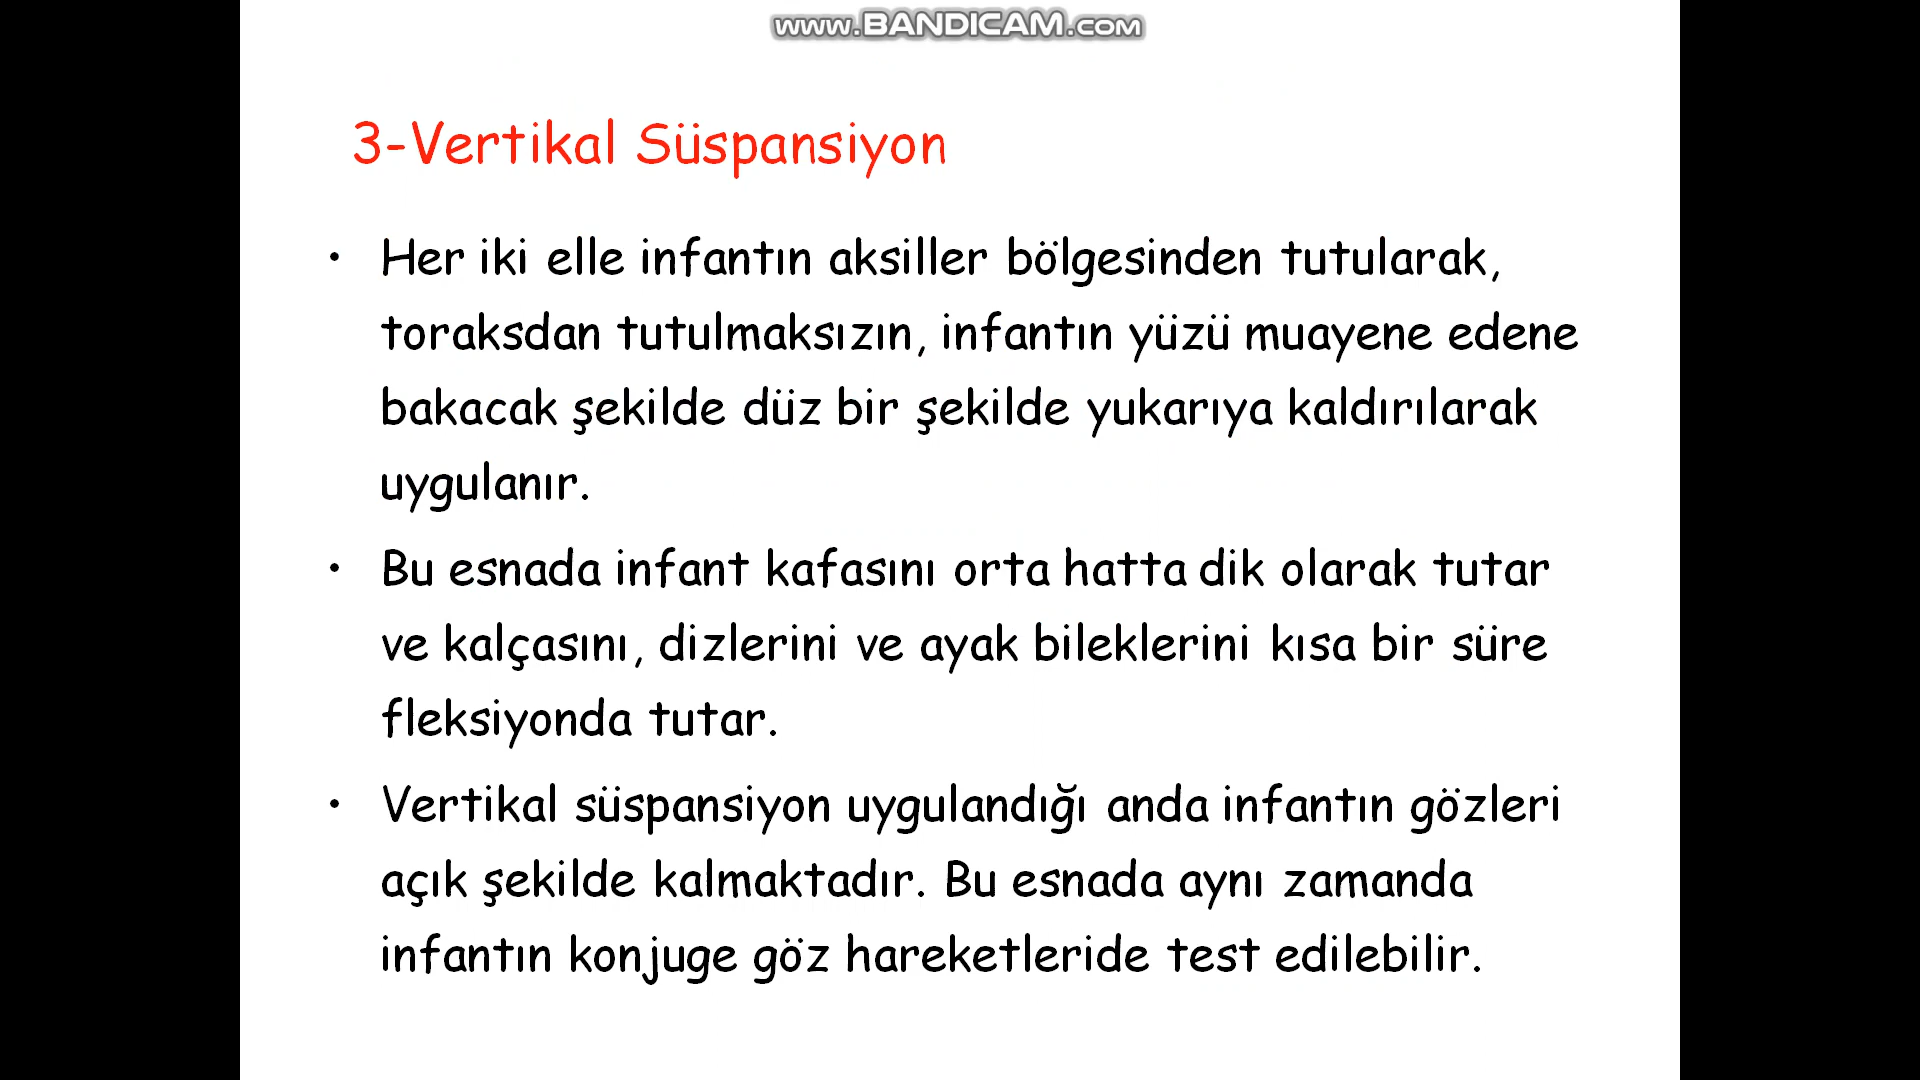 www.BANDICAM.com
3-Vertikal Süspansiyon
• Her iki elle infantın aksiller bölgesinden tutularak,
toraksdan tutulmaksızın, infantın yüzü muayene edene
bakacak şekilde düz bir şekilde yukarıya kaldırılarak
uygulanır.
• Bu esnada infant kafasını orta hatta dik olarak tutar
ve kalçasını, dizlerini ve ayak bileklerini kısa bir süre
fleksiyonda tutar.
• Vertikal süspansiyon uygulandığı anda infantın gözleri
açık şekilde kalmaktadır. Bu esnada aynı zamanda
infantın konjuge göz hareketleride test edilebilir.